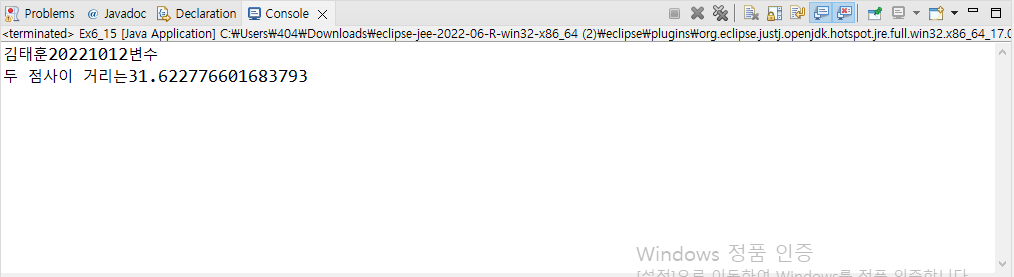 Problems @ Javadoc Declaration Console
<terminated> Ex6_15 [Java Application] C:₩Users₩404₩Downloads₩eclipse-jee-2022-06-R-win32-x86_64 (2)₩eclipse₩plugins₩org.eclipse.justj.openjdk.hotspot.jre.full.win32.x86_64_17.0
김태훈20221012변수
두 점사이 거리는31.622776601683793
Windows 정품 인증
[설정]으로 이동하여 Windows를 정품 인증합니다